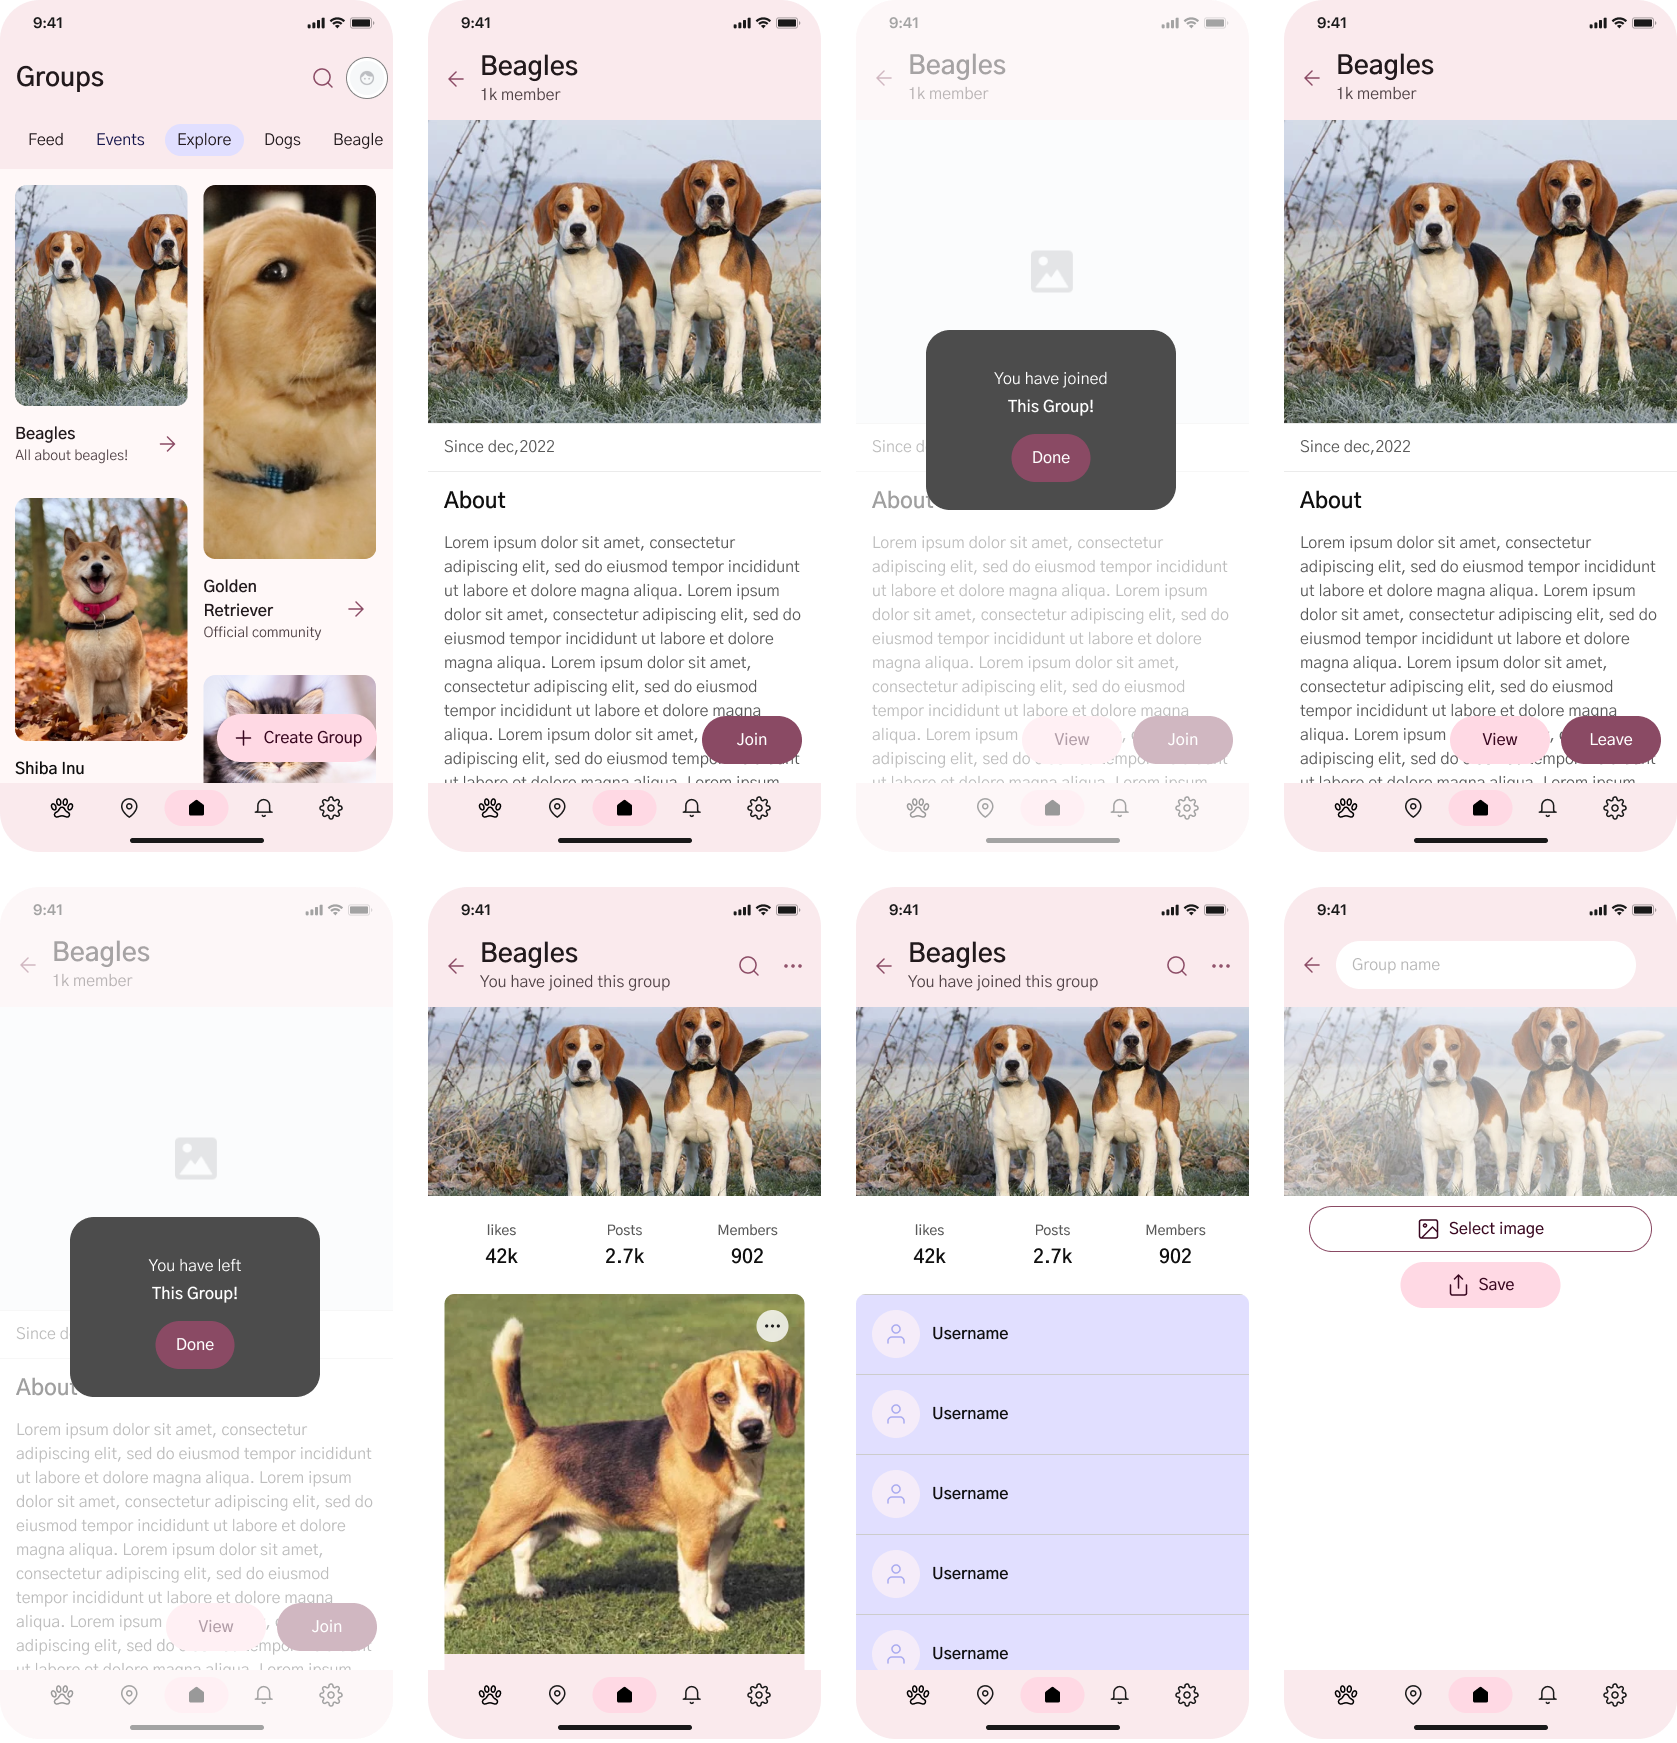 9:41
Groups
Feed Events Explore Dogs Beagle
Beagles
All about beagles!
Golden
Retriever
Official community
Create Group
Shiba Inu
9:41
Beagles
1k member
Since dec,2022
About
Lorem ipsum dolor sit amet, consectetur
adipiscing elit, sed do eiusmod tempor incididunt
ut labore et dolore magna aliqua. Lorem ipsum
dolor sit amet, consectetur adipiscing elit, sed do
eiusmod tempor incididunt ut labore et dolore
magna aliqua. Lorem ipsum dolor sit amet,
consectetur adipiscing elit, sed do eiusmod
tempor incididunt ut labore et dolore magna
aliqua. Lorem ipsum dolor sit amet,
Join
adipiscing elit, sed do eiusmod
aliqua. Lorem ipsum
9:41
Beagles
1k member
You have joined
This Group!
Done
Since
About
Lorem ipsum dolor sit amet, consectetur
adipiscing elit, sed do eiusmod tempor incididunt
ut labore et dolore magna aliqua. Lorem ipsum
dolor sit amet, consectetur adipiscing elit, sed do
eiusmod tempor incididunt ut labore et dolore
magna aliqua. Lorem ipsum dolor sit amet,
consectetur adipiscing elit, sed do eiusmod
tempor incididunt ut labore et dolore magna
aliqua. Lorem ipsum
View Join
adipiscing elit, sed do
aliqua. Lorem ipsum
9:41
Beagles
1k member
Since dec,2022
About
Lorem ipsum dolor sit amet, consectetur
adipiscing elit, sed do eiusmod tempor incididunt
ut labore et dolore magna aliqua. Lorem ipsum
dolor sit amet, consectetur adipiscing elit, sed do
eiusmod tempor incididunt ut labore et dolore
magna aliqua. Lorem ipsum dolor sit amet,
consectetur adipiscing elit, sed do eiusmod
tempor incididunt ut labore et dolore magna
aliqua. Lorem ipsum
View Leave
adipiscing elit, sed do
aliqua. Lorem ipsum
9:41
Beagles
1k member
You have left
This Group!
Done
Since
About
Lorem ipsum dolor sit amet, consectetur
adipiscing elit, sed do eiusmod tempor incididunt
ut labore et dolore magna aliqua. Lorem ipsum
dolor sit amet, consectetur adipiscing elit, sed do
eiusmod tempor incididunt ut labore et dolore
magna aliqua. Lorem ipsum dolor sit amet,
consectetur adipiscing elit, sed do eiusmod
tempor incididunt ut labore et dolore magna
aliqua. Lorem ipsum
View Join
adipiscing elit, sed do
aliqua. Lorem ipsum
9:41
Beagles
You have joined this group
likes Posts Members
42k 2.7k 902
9:41
Beagles
You have joined this group
likes Posts Members
42k 2.7k 902
Username
Username
Username
Username
Username
9:41
Group name
Select image
Save